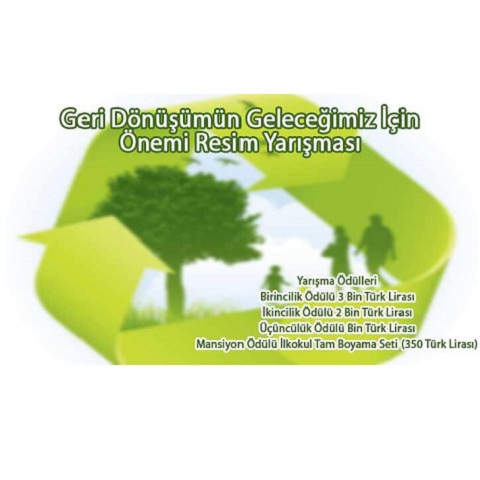 Geri Dönüşümün Geleceğimiz İçin
Önemi Resim Yarışması
Yarışma Ödülleri
Birincilik Ödülü 3 Bin Türk Lirası
İkincilik Ödülü 2 Bin Türk Lirası
Üçüncülük Ödülü Bin Türk Lirası
Mansiyon Ödülü İlkokul Tam Boyama Seti (350 Türk Lirası)